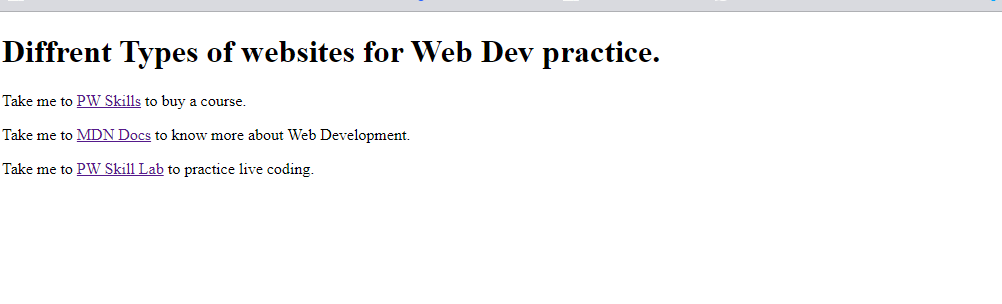 Diffrent Types of websites for Web Dev practice.
Take me to PW Skills to buy a course.
Take me to MDN Docs to know more about Web Development.
Take me to PW Skill Lab to practice live coding.